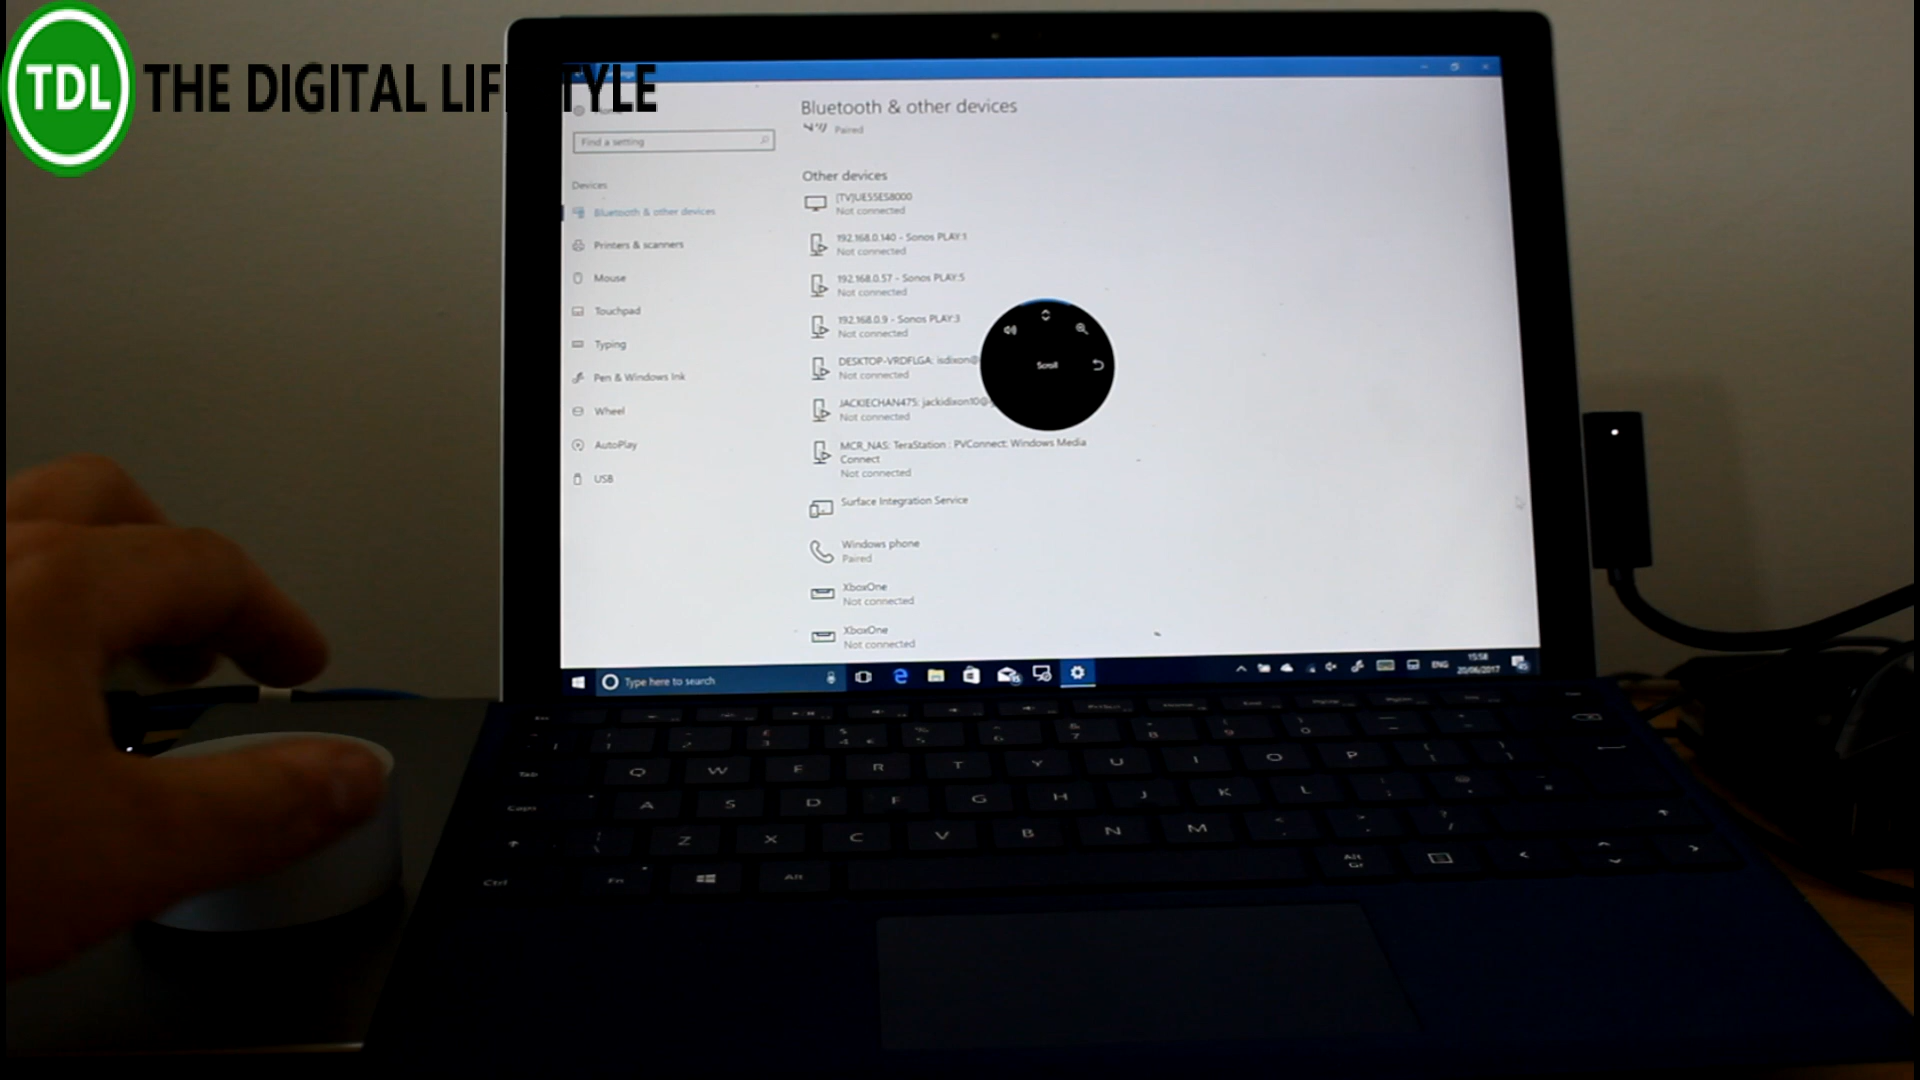 TDL THE DIGITAL LIFESTYLE
Bluetooth & other devices
Paired
Find a setting
Devices
Bluetooth & other devices
Printers & scanners
Mouse
Touchpad
Typing
Pen & Windows Ink
Wheel
AutoPlay
USB
Other devices
[TV]UE55ES8000
Not connected
192.168.0.140 - Sonos PLAY:1
Not connected
192.168.0.57 - Sonos PLAY:5
Not connected
192.168.0.9 - Sonos PLAY:3
Not connected
DESKTOP-VRDFLGA: isdixon@
Not connected
JACKIECHAN475: jackidixon10@
Not connected
MCR_NAS: TeraStation : PVConnect: Windows Media
Connect
Not connected
Surface Integration Service
Windows phone
Paired
XboxOne
Not connected
XboxOne
Not connected
Scroll
Type here to search
ENG
15:58
20/06/2017
Q W E R T Y U I O P
A S D F G H J K L
Z X C V B N M
Tab
Caps
Ctrl
Fn
Alt
Alt
Gr